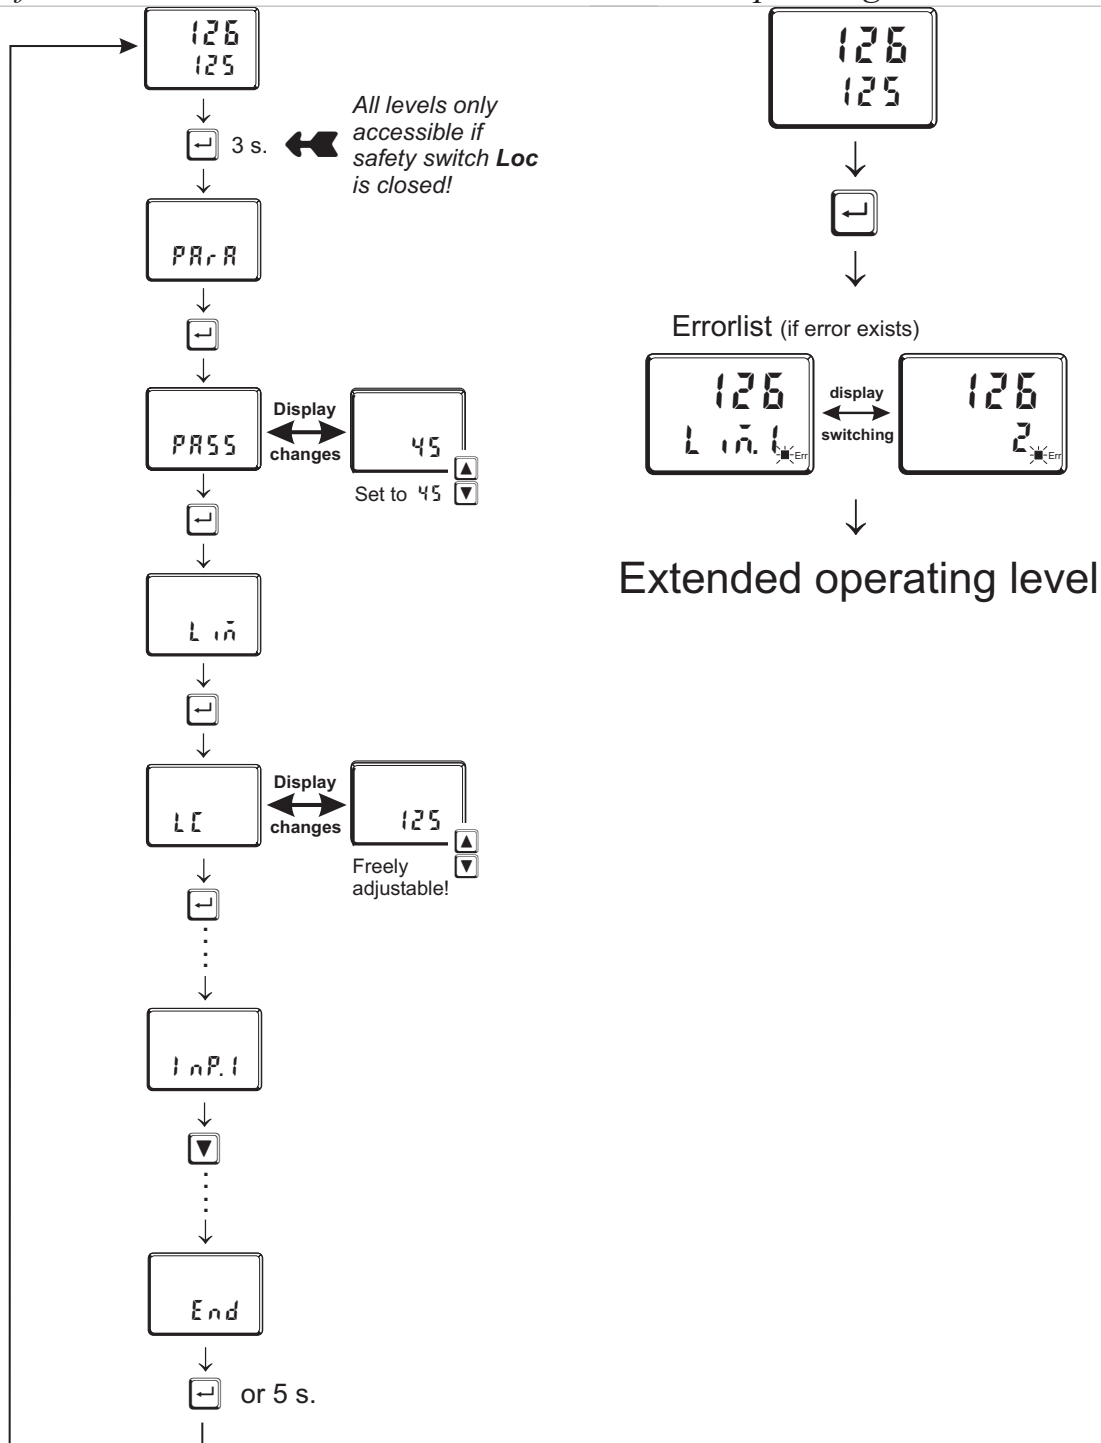 126
125
3 s.
All levels only
accessible if
safety switch Loc
is closed!
PArA
PASS
Display
changes
45
Set to 45
Lim
LC
Display
changes
125
Freely
adjustable!
InP.1
End
or 5 s.
126
125
Errorlist (if error exists)
126
Lim.1
Err
display
switching
126
2
Err
Extended operating level